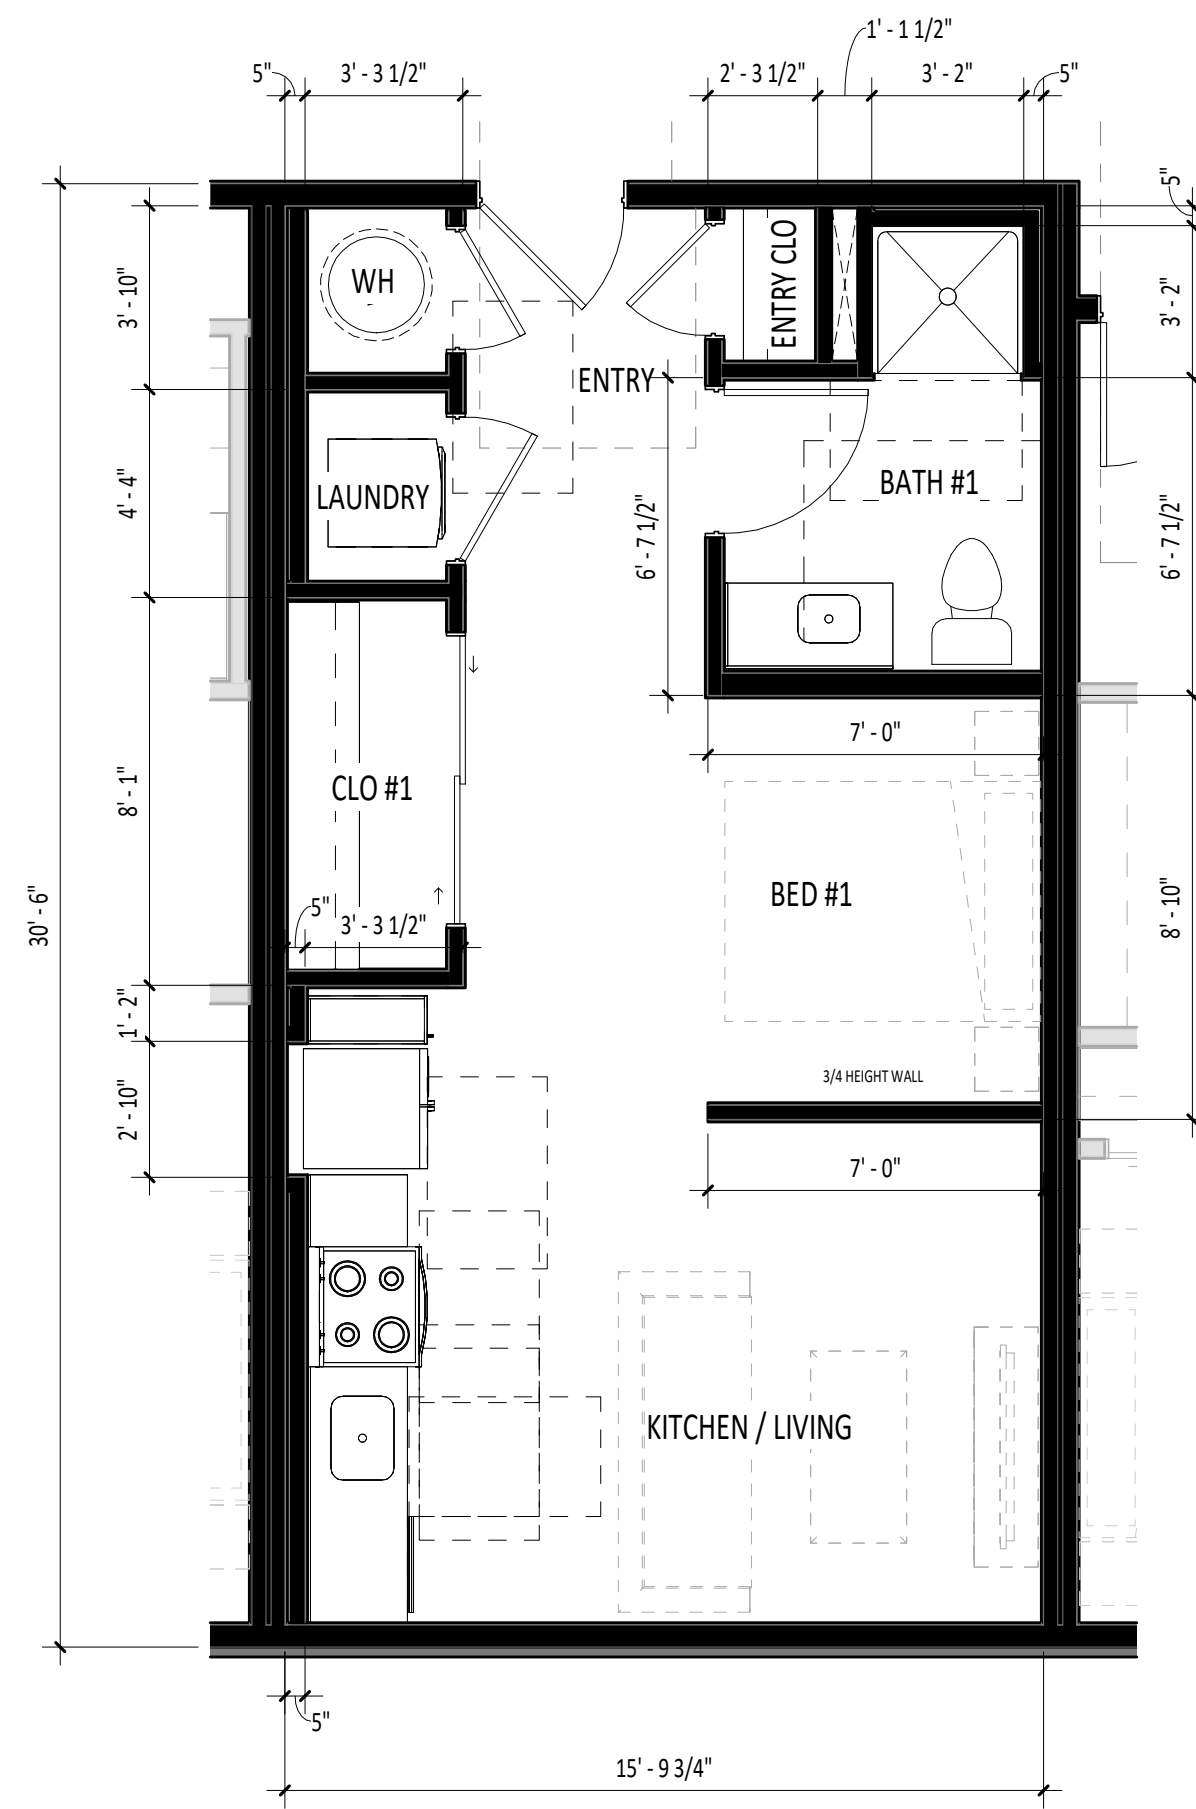 1' - 1 1/2"
5"
3' - 3 1/2"
2' - 3 1/2"
3' - 2"
5"
5"
WH
ENTRY CLO
3' - 10"
3' - 2"
ENTRY
LAUNDRY
BATH #1
4' - 4"
6' - 7 1/2"
6' - 7 1/2"
7' - 0"
CLO #1
8' - 1"
BED #1
30' - 6"
5"
3' - 3 1/2"
8' - 10"
1' - 2"
3/4 HEIGHT WALL
2' - 10"
7' - 0"
KITCHEN / LIVING
5"
15' - 9 3/4"